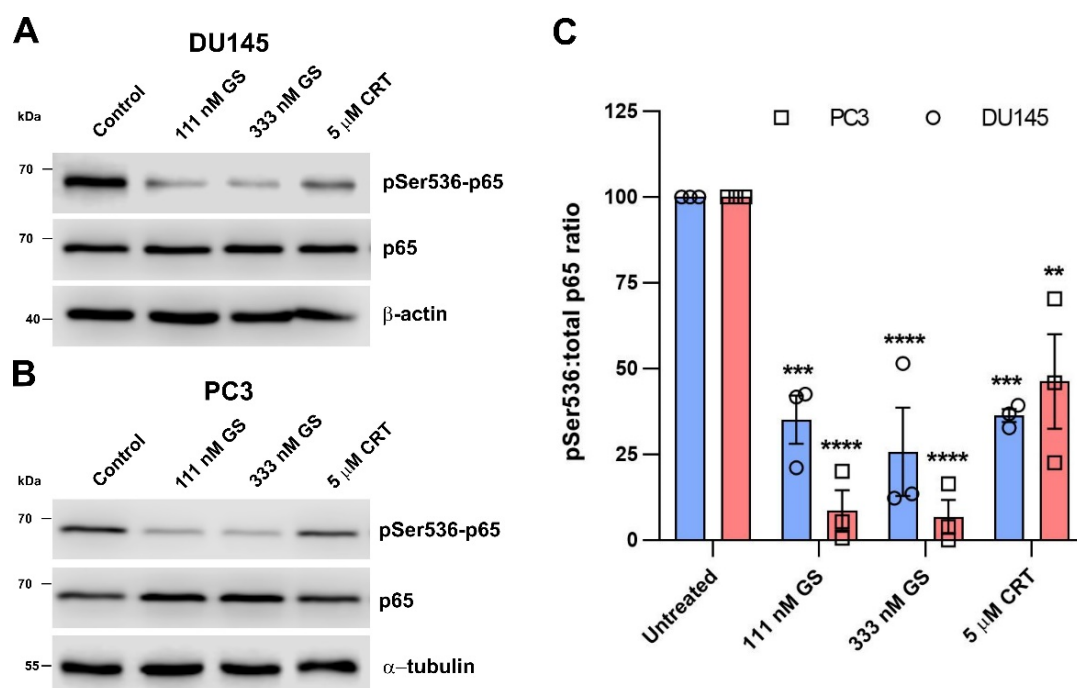 A
DU145
kDa
Control
111 nM GS
333 nM GS
5 μM CRT
70
pSer536-p65
70
p65
40
β-actin
B
PC3
kDa
Control
111 nM GS
333 nM GS
5 μM CRT
70
pSer536-p65
70
p65
55
α-tubulin
C
PC3
DU145
pSer536:total p65 ratio
125
100
75
50
25
0
***
****
****
****
***
**
Untreated
111 nM GS
333 nM GS
5 μM CRT